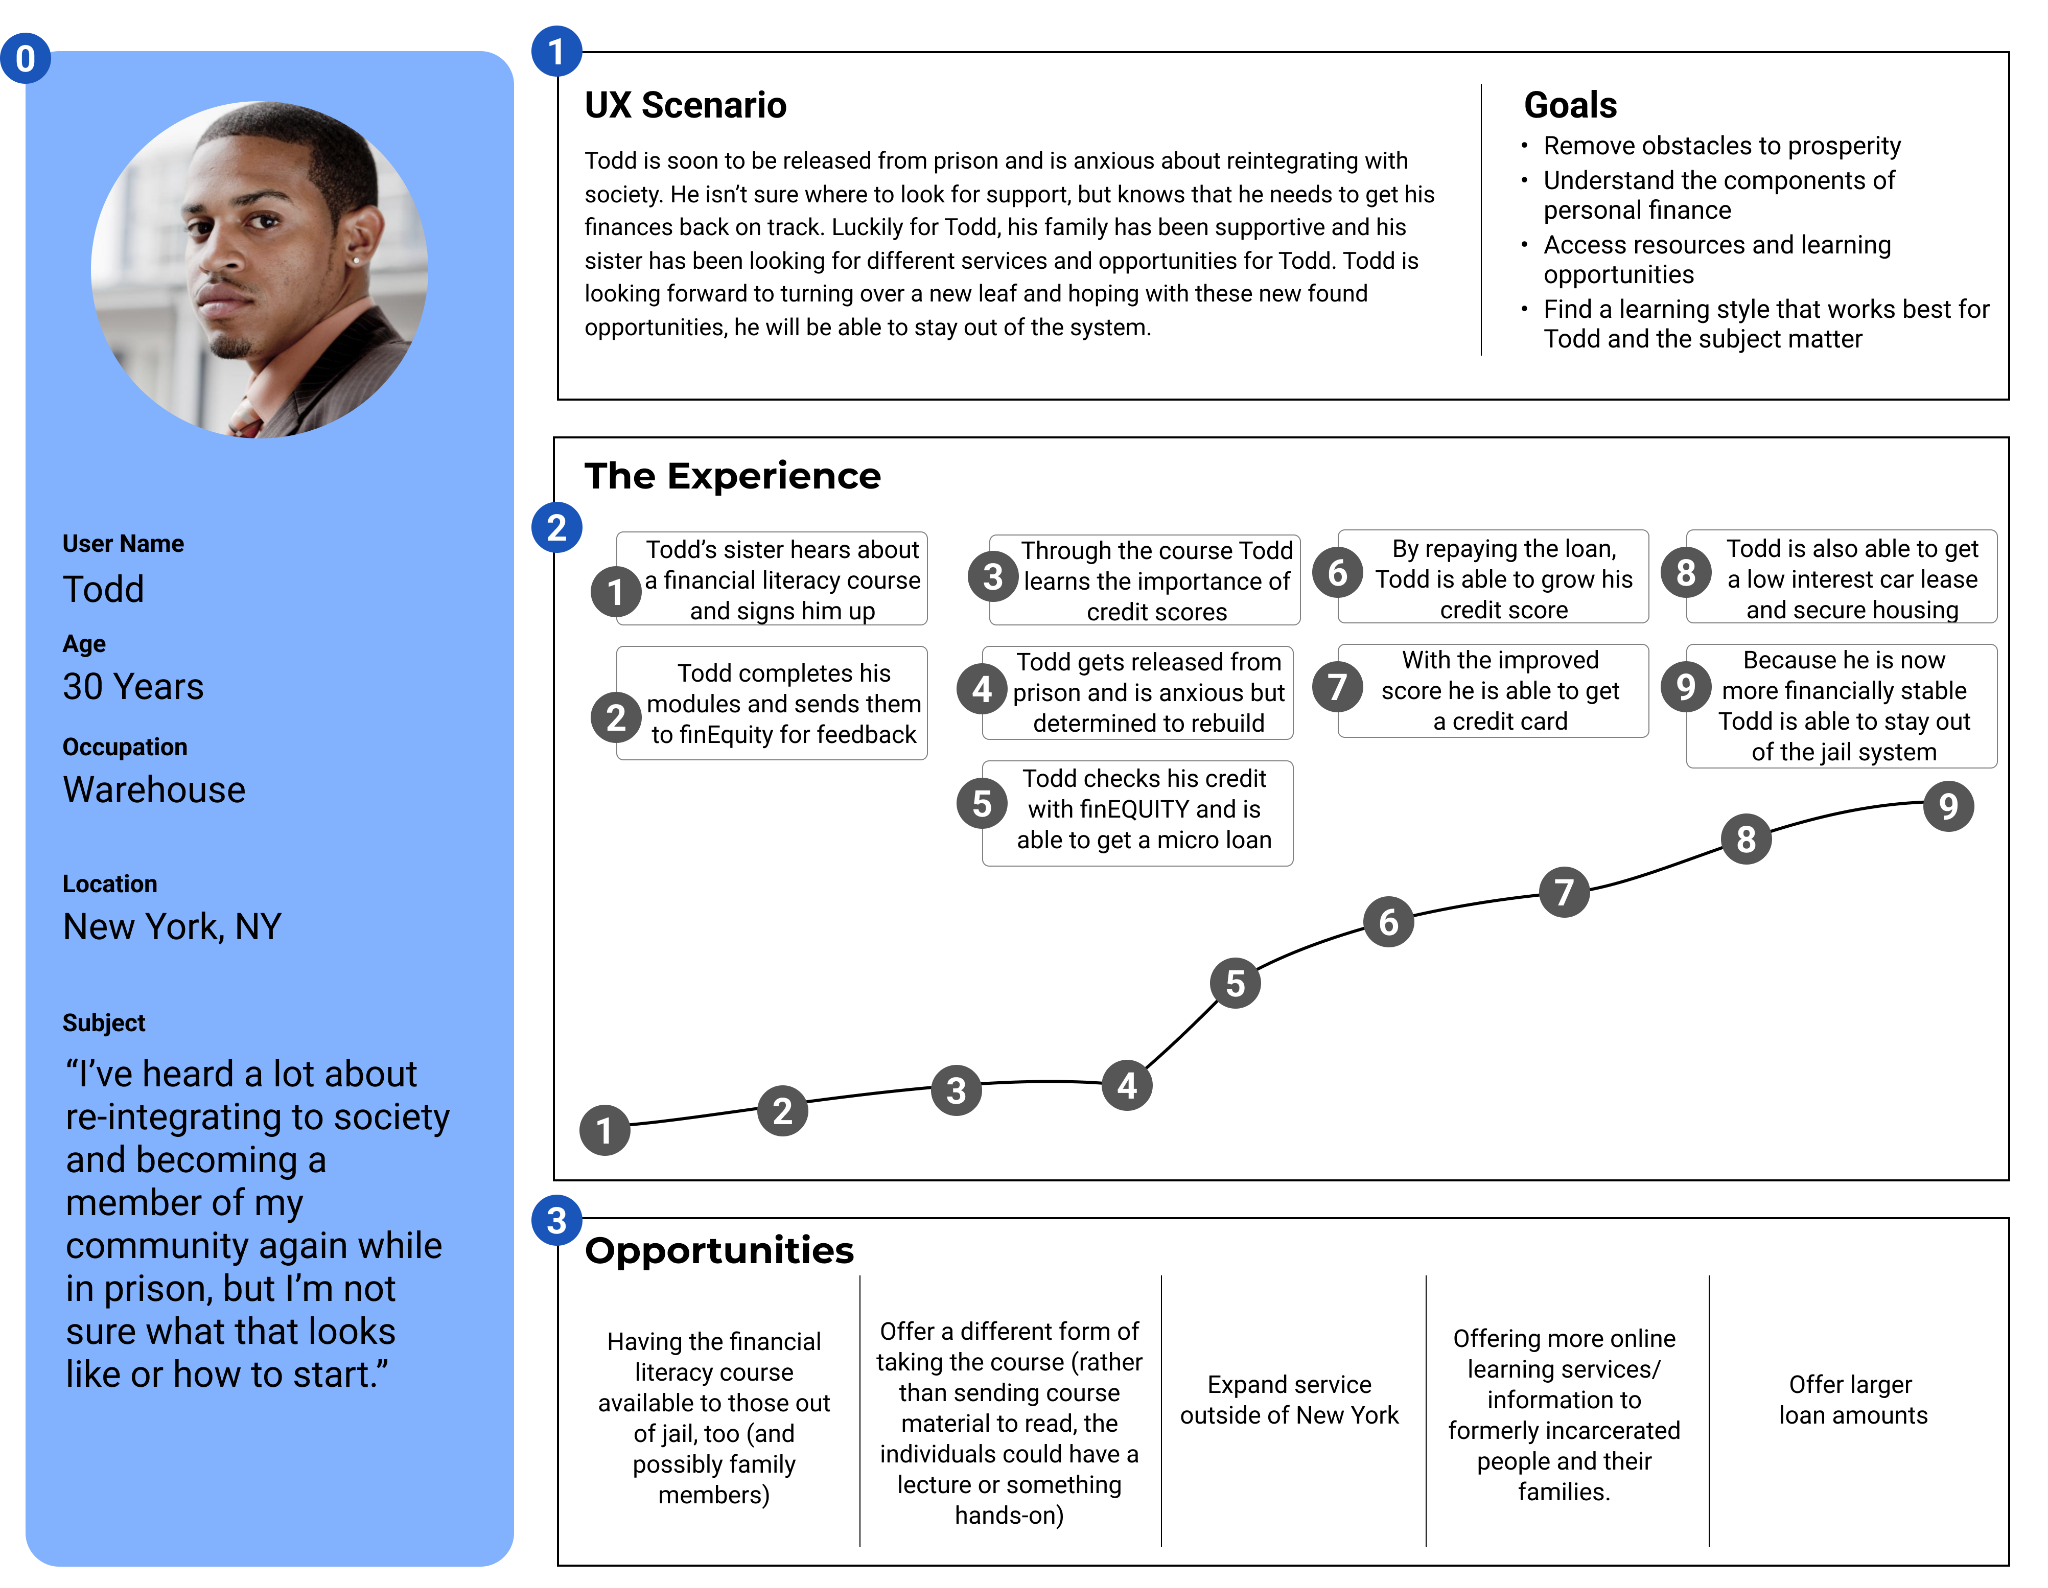 0
User Name
Todd
Age
30 Years
Occupation
Warehouse
Location
New York, NY
Subject
“I’ve heard a lot about
re-integrating to society
and becoming a
member of my
community again while
in prison, but I’m not
sure what that looks
like or how to start.”
1
UX Scenario
Todd is soon to be released from prison and is anxious about reintegrating with
society. He isn’t sure where to look for support, but knows that he needs to get his
finances back on track. Luckily for Todd, his family has been supportive and his
sister has been looking for different services and opportunities for Todd. Todd is
looking forward to turning over a new leaf and hoping with these new found
opportunities, he will be able to stay out of the system.
Goals
• Remove obstacles to prosperity
• Understand the components of
personal finance
• Access resources and learning
opportunities
• Find a learning style that works best for
Todd and the subject matter
2
The Experience
1
Todd’s sister hears about
a financial literacy course
and signs him up
2
Todd completes his
modules and sends them
to finEquity for feedback
3
Through the course Todd
learns the importance of
credit scores
4
Todd gets released from
prison and is anxious but
determined to rebuild
5
Todd checks his credit
with finEQUITY and is
able to get a micro loan
6
By repaying the loan,
Todd is able to grow his
credit score
7
With the improved
score he is able to get
a credit card
8
Todd is also able to get
a low interest car lease
and secure housing
9
Because he is now
more financially stable
Todd is able to stay out
of the jail system
1
2
3
4
5
6
7
8
9
3
Opportunities
Having the financial
literacy course
available to those out
of jail, too (and
possibly family
members)
Offer a different form of
taking the course (rather
than sending course
material to read, the
individuals could have a
lecture or something
hands-on)
Expand service
outside of New York
Offering more online
learning services/
information to
formerly incarcerated
people and their
families.
Offer larger
loan amounts